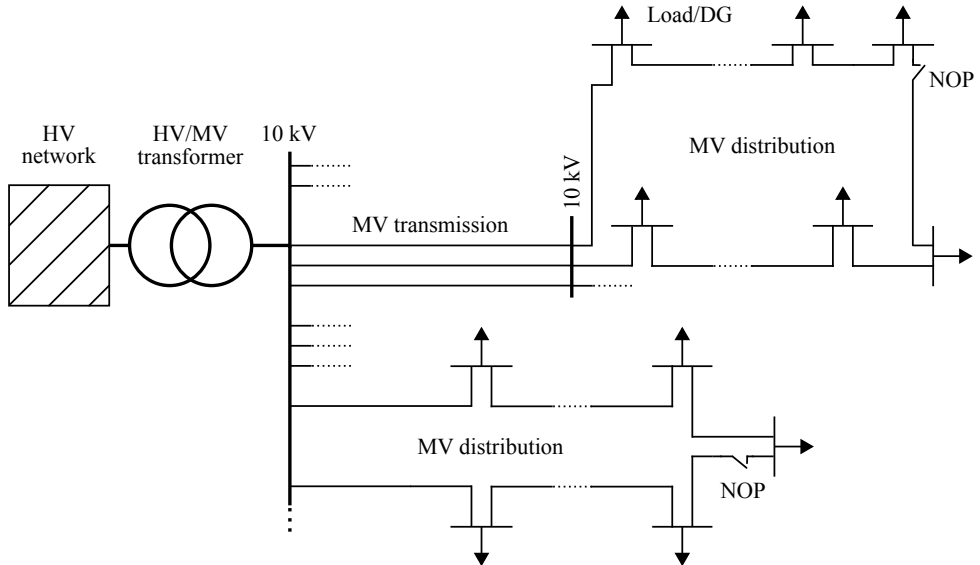 Load/DG
NOP
HV
network
HV/MV
transformer
10 kV
MV distribution
10 kV
MV transmission
MV distribution
NOP